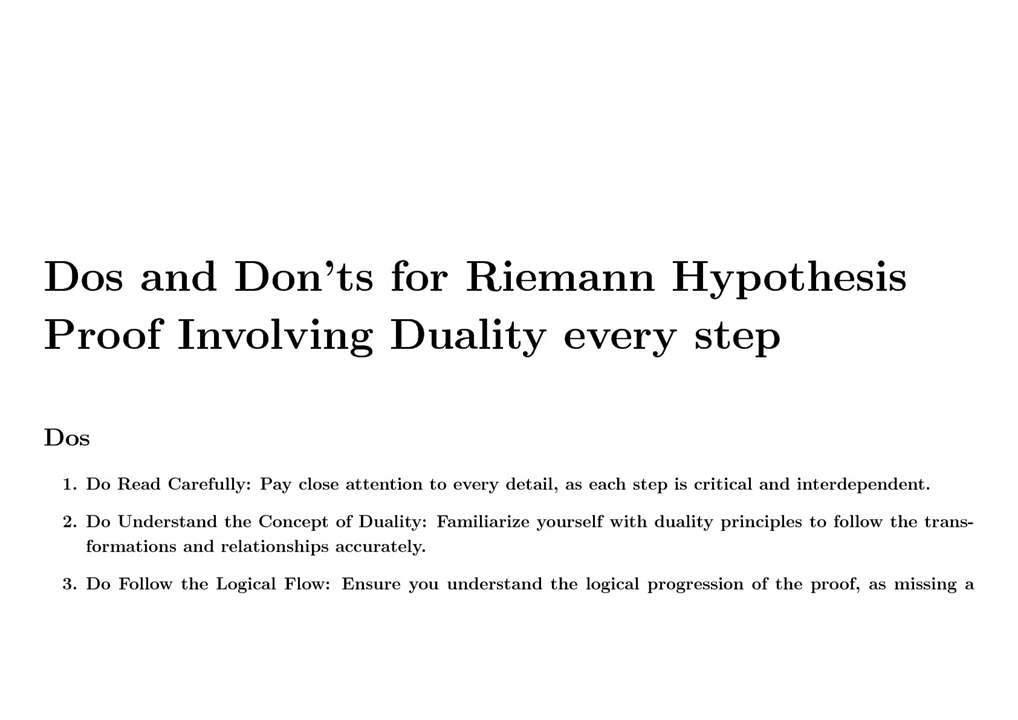 Dos and Don'ts for Riemann Hypothesis
Proof Involving Duality every step
Dos
1. Do Read Carefully: Pay close attention to every detail, as each step is critical and interdependent.
2. Do Understand the Concept of Duality: Familiarize yourself with duality principles to follow the trans-
formations and relationships accurately.
3. Do Follow the Logical Flow: Ensure you understand the logical progression of the proof, as missing a